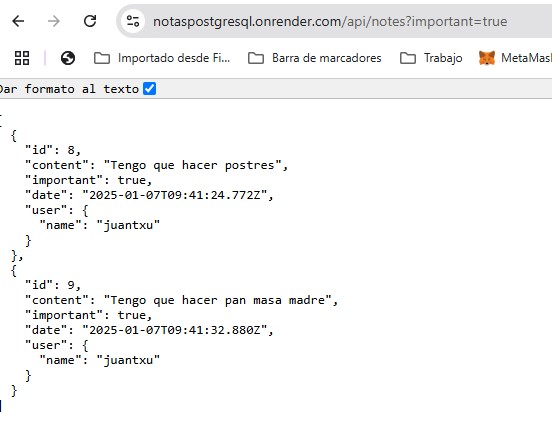 notaspostgresql.onrender.com/api/notes?important=true
Importado desde Fi... Barra de marcadores Trabajo MetaMas
Dar formato al texto
[
{
"id": 8,
"content": "Tengo que hacer postres",
"important": true,
"date": "2025-01-07T09:41:24.772Z",
"user": {
"name": "juantxu"
}
},
{
"id": 9,
"content": "Tengo que hacer pan masa madre",
"important": true,
"date": "2025-01-07T09:41:32.880Z",
"user": {
"name": "juantxu"
}
}
]